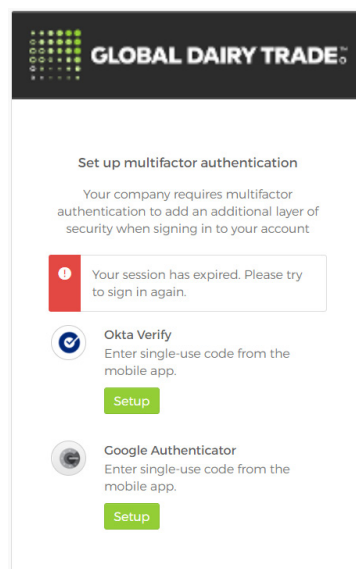 GLOBAL DAIRY TRADE™
Set up multifactor authentication
Your company requires multifactor
authentication to add an additional layer of
security when signing in to your account
Your session has expired. Please try
to sign in again.
Okta Verify
Enter single-use code from the
mobile app.
Setup
Google Authenticator
Enter single-use code from the
mobile app.
Setup